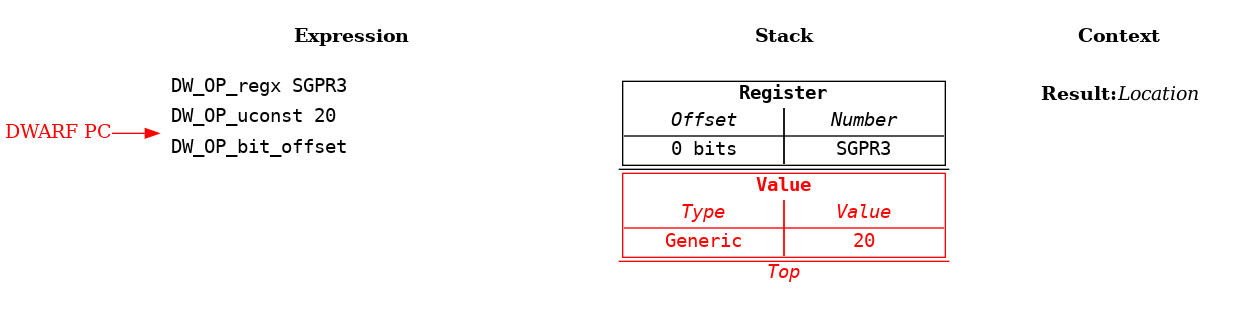 Expression
Stack
Context
DW_OP_regx SGPR3
DW_OP_uconst 20
DWARF PC
DW_OP_bit_offset
Register
Offset Number
0 bits SGPR3
Value
Type Value
Generic 20
Top
Result:Location